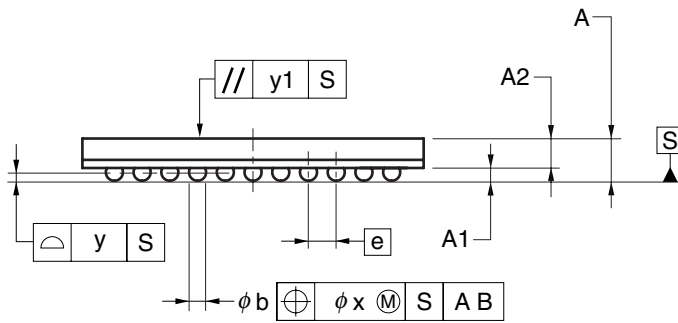 A
// y1 S
A2
S
⌓ y S
A1
e
φ b ⌖ φ x Ⓜ S A B